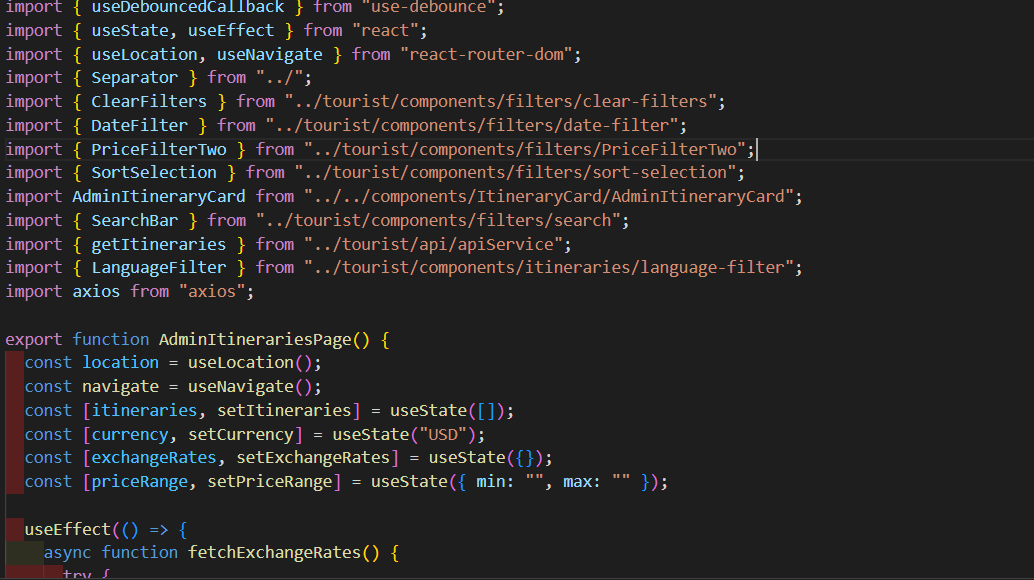 import { useDebouncedCallback } from "use-debounce";
import { useState, useEffect } from "react";
import { useLocation, useNavigate } from "react-router-dom";
import { Separator } from "../";
import { ClearFilters } from "../tourist/components/filters/clear-filters";
import { DateFilter } from "../tourist/components/filters/date-filter";
import { PriceFilterTwo } from "../tourist/components/filters/PriceFilterTwo";
import { SortSelection } from "../tourist/components/filters/sort-selection";
import AdminItineraryCard from "../../components/ItineraryCard/AdminItineraryCard";
import { SearchBar } from "../tourist/components/filters/search";
import { getItineraries } from "../tourist/api/apiService";
import { LanguageFilter } from "../tourist/components/itineraries/language-filter";
import axios from "axios";
export function AdminItinerariesPage() {
const location = useLocation();
const navigate = useNavigate();
const [itineraries, setItineraries] = useState([]);
const [currency, setCurrency] = useState("USD");
const [exchangeRates, setExchangeRates] = useState({});
const [priceRange, setPriceRange] = useState({ min: "", max: "" });
useEffect(() => {
async function fetchExchangeRates() {
try {